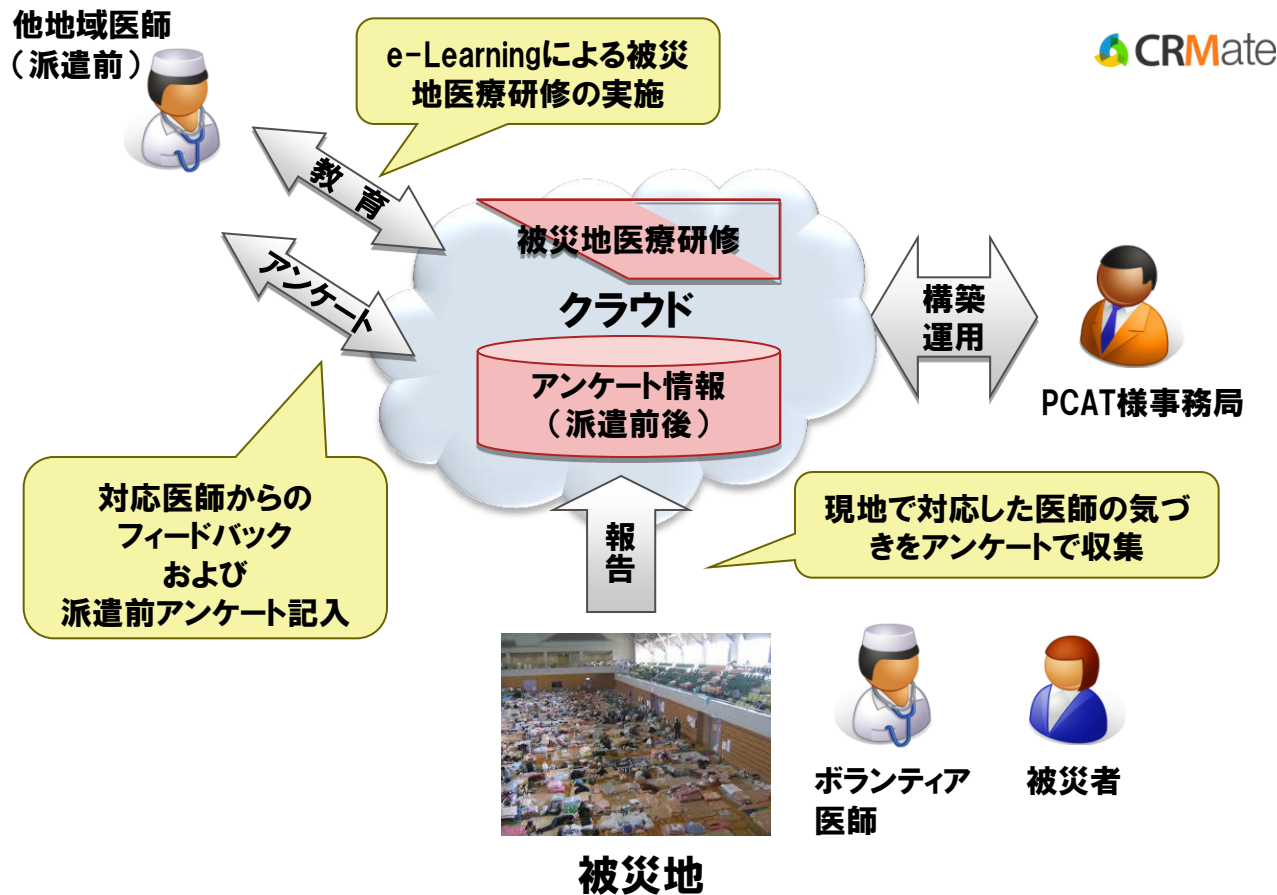 他地域医師
（派遣前）
e-Learningによる被災
地医療研修の実施
CRMate
教 育
アンケート
被災地医療研修
クラウド
アンケート情報
（派遣前後）
構築
運用
PCAT様事務局
対応医師からの
フィードバック
および
派遣前アンケート記入
報
告
現地で対応した医師の気づ
きをアンケートで収集
ボランティア
医師
被災者
被災地